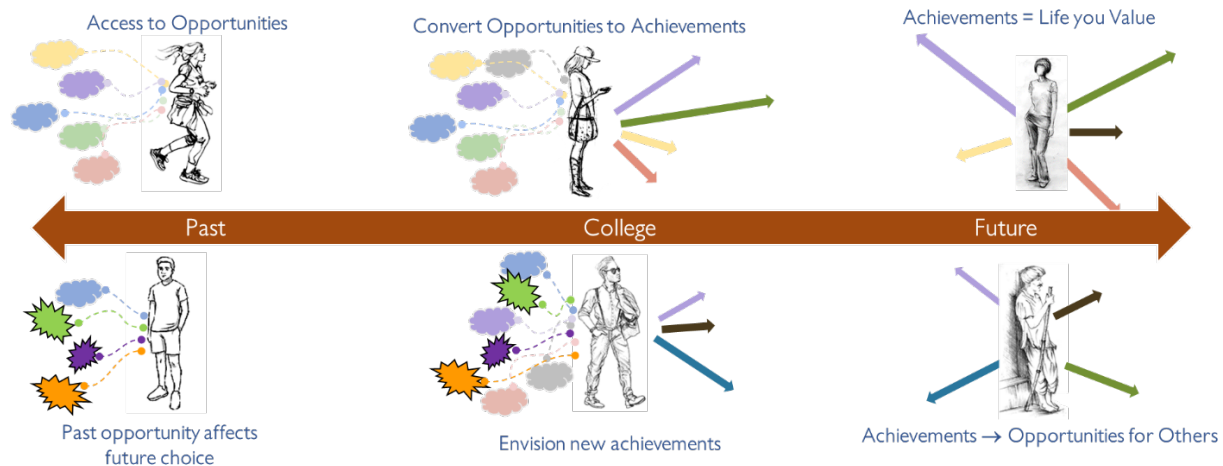 Access to Opportunities
Convert Opportunities to Achievements
Achievements = Life you Value
Past
College
Future
Past opportunity affects
future choice
Envision new achievements
Achievements → Opportunities for Others